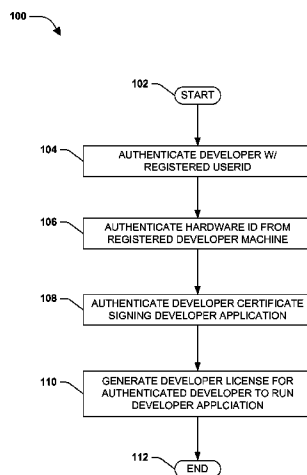 100
102
START
104
AUTHENTICATE DEVELOPER W/
REGISTERED USERID
106
AUTHENTICATE HARDWARE ID FROM
REGISTERED DEVELOPER MACHINE
108
AUTHENTICATE DEVELOPER CERTIFICATE
SIGNING DEVELOPER APPLICATION
110
GENERATE DEVELOPER LICENSE FOR
AUTHENTICATED DEVELOPER TO RUN
DEVELOPER APPLCIATION
112
END